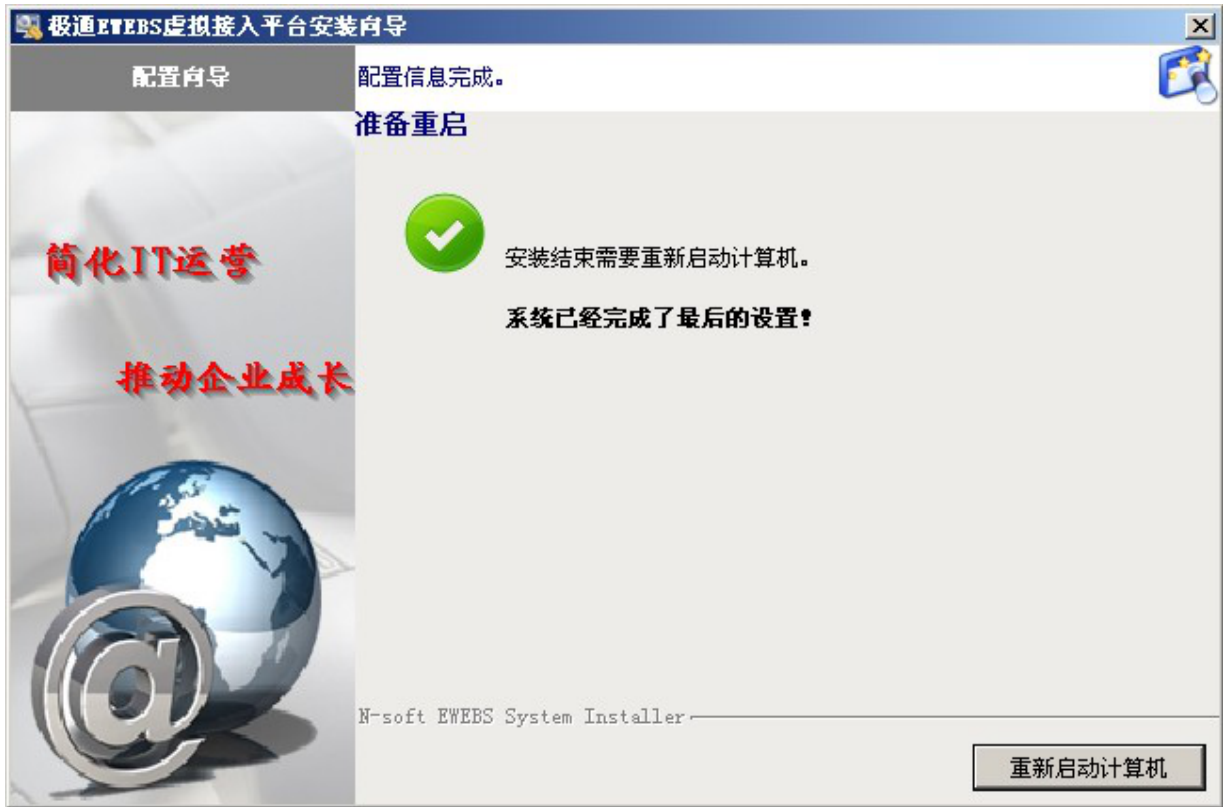 极通EWEBS虚拟接入平台安装向导
配置向导
配置信息完成。
准备重启
简化IT运营
推动企业成长
安装结束需要重新启动计算机。
系统已经完成了最后的设置！
N-soft EWEBS System Installer
重新启动计算机